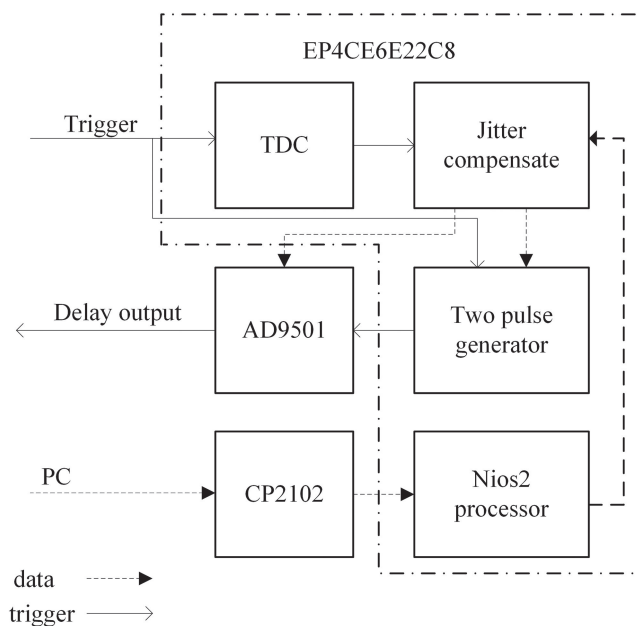 EP4CE6E22C8
Trigger
TDC
Jitter
compensate
Delay output
AD9501
Two pulse
generator
PC
CP2102
Nios2
processor
data
trigger